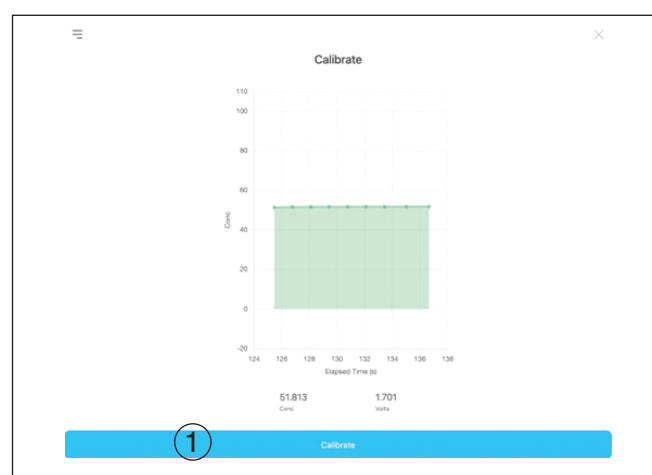 Calibrate
110
100
80
60
40
20
0
-20
Conc
124 126 128 130 132 134 136 138
Elapsed Time (s)
51.813 1.701
Conc Volts
1 Calibrate